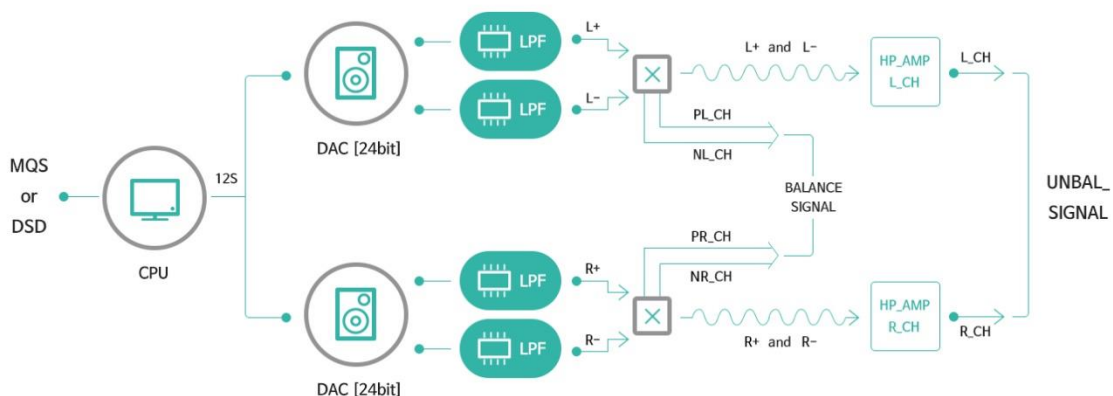 MQS
or
DSD
CPU
12S
DAC [24bit]
LPF
LPF
L+
L-
L+ and L-
PL_CH
NL_CH
HP_AMP
L_CH
L_CH
BALANCE
SIGNAL
UNBAL_
SIGNAL
DAC [24bit]
LPF
LPF
R+
R-
PR_CH
NR_CH
R+ and R-
HP_AMP
R_CH
R_CH